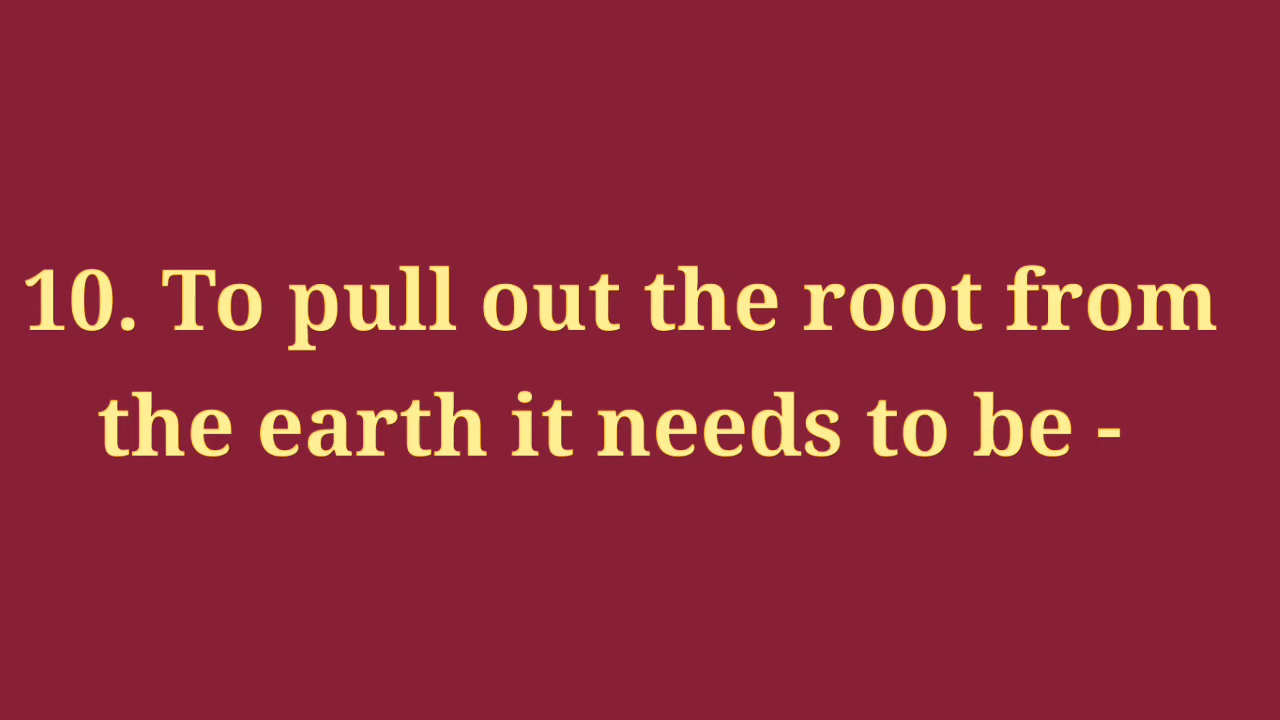 10. To pull out the root from
the earth it needs to be -